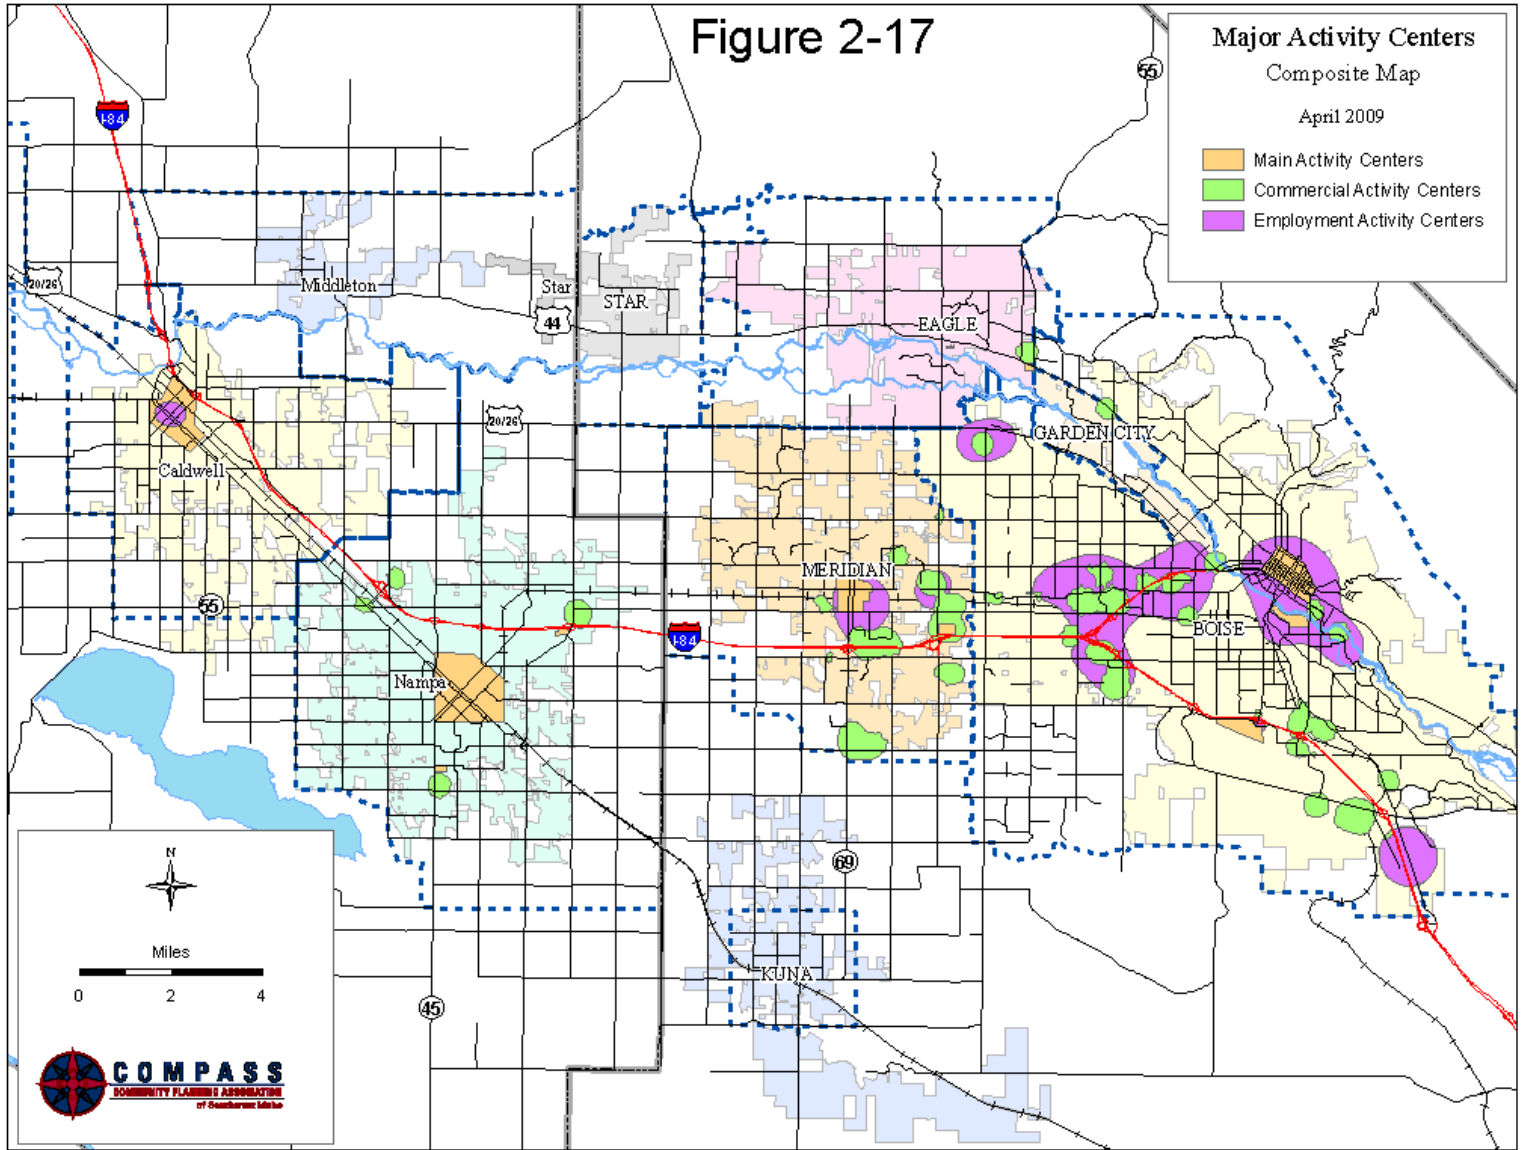 Figure 2-17
Major Activity Centers
Composite Map
April 2009
Main Activity Centers
Commercial Activity Centers
Employment Activity Centers
55
I-84
20/26
Middleton
Star
STAR
44
EAGLE
20/26
GARDEN CITY
Caldwell
MERIDIAN
55
I-84
BOISE
Nampa
69
KUNA
45
N
Miles
0 2 4
COMPASS
COMMUNITY PLANNING ASSOCIATION
of Southwest Idaho